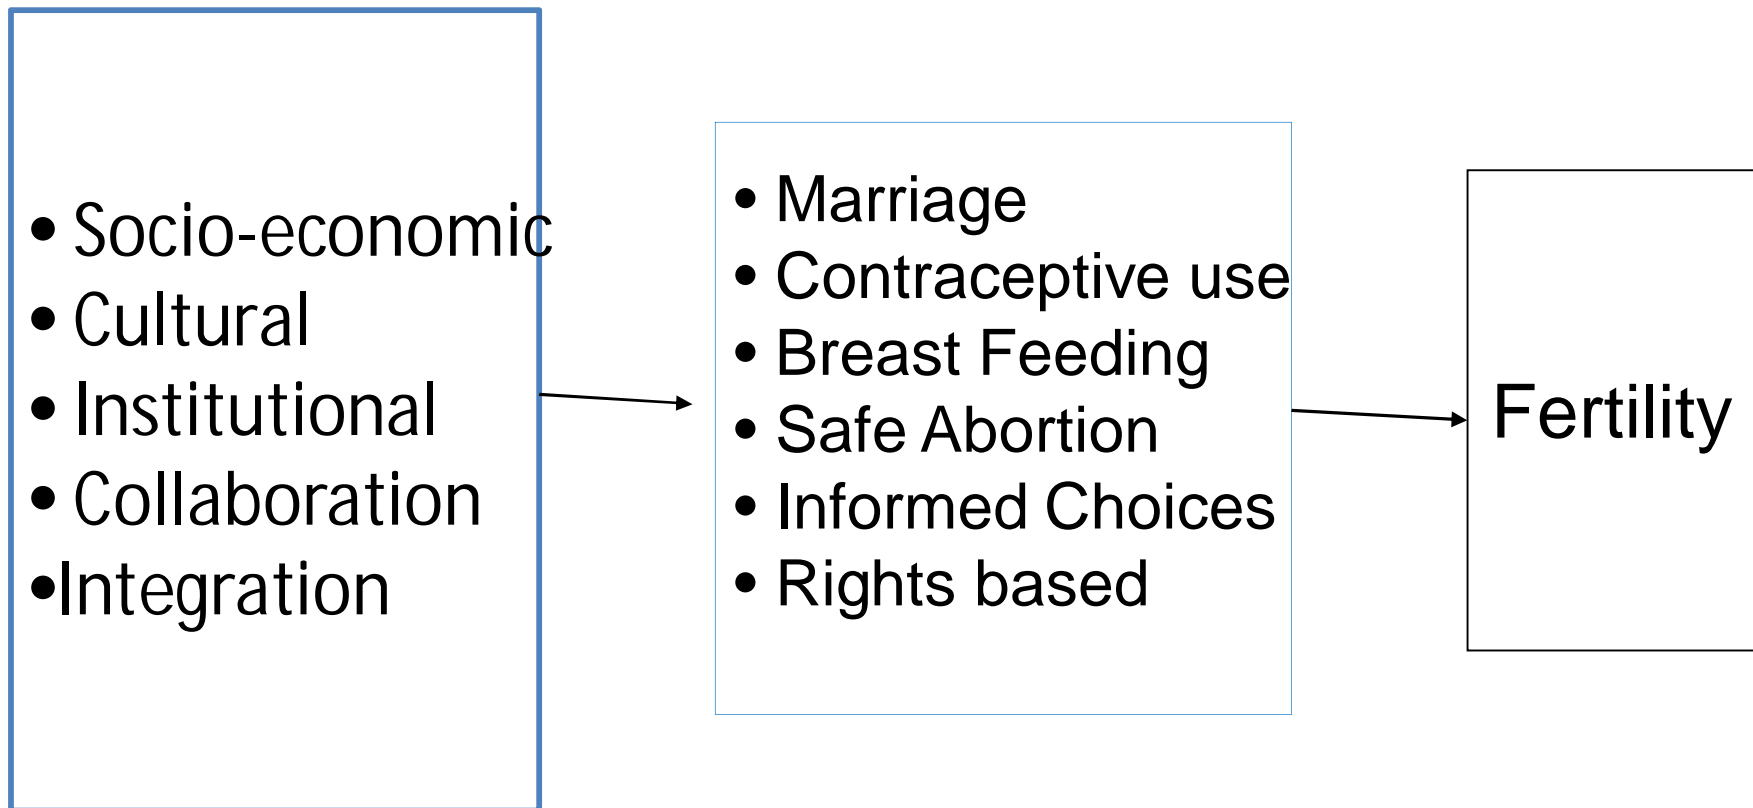 • Socio-economic
• Cultural
• Institutional
• Collaboration
•Integration
• Marriage
• Contraceptive use
• Breast Feeding
• Safe Abortion
• Informed Choices
• Rights based
Fertility